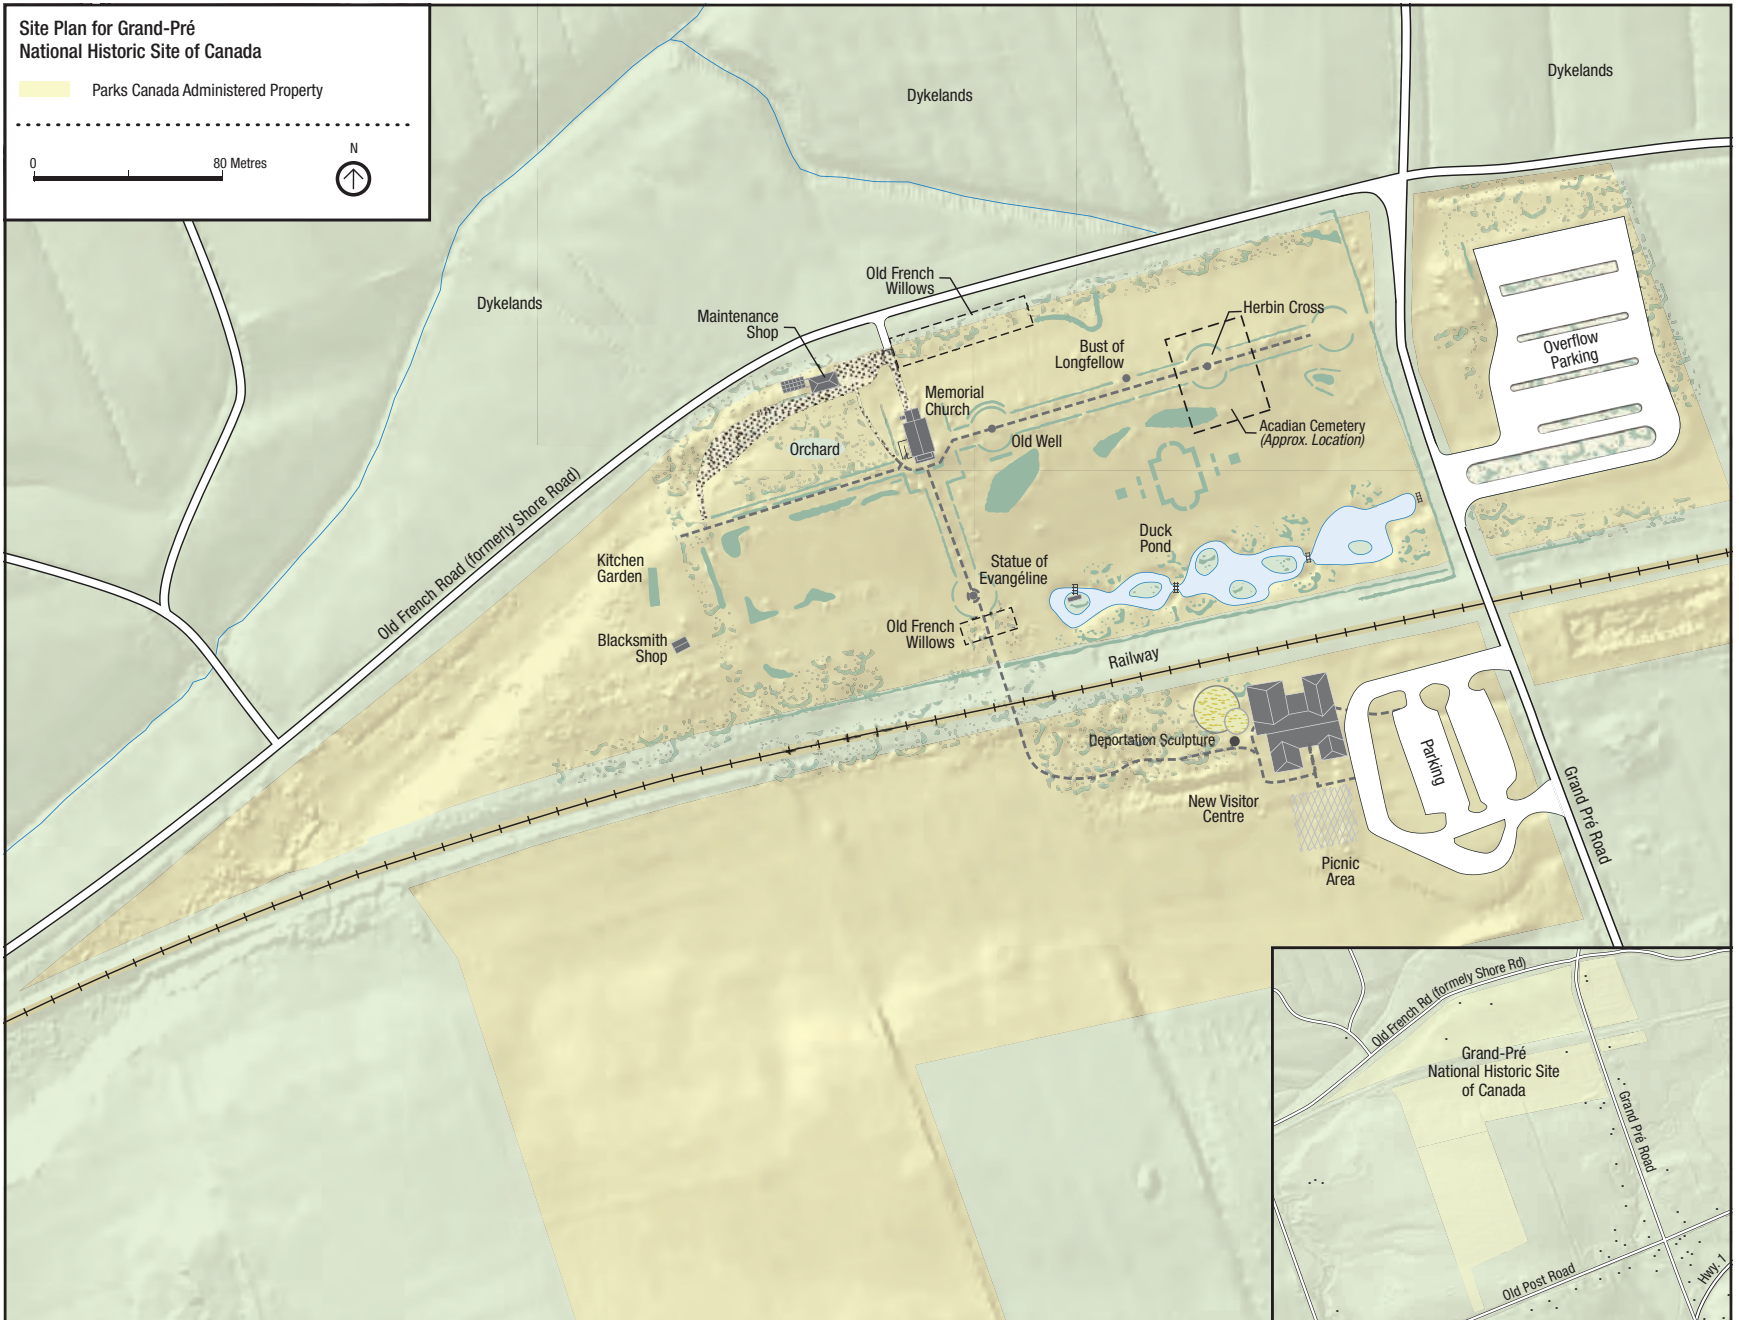 Site Plan for Grand-Pré
National Historic Site of Canada
Parks Canada Administered Property
0
80 Metres
N
Dykelands
Dykelands
Dykelands
Old French
Willows
Maintenance
Shop
Herbin Cross
Bust of
Longfellow
Overflow
Parking
Memorial
Church
Acadian Cemetery
(Approx. Location)
Old Well
Orchard
Old French Road (formerly Shore Road)
Duck
Pond
Kitchen
Garden
Statue of
Evangéline
Old French
Willows
Blacksmith
Shop
Railway
Deportation Sculpture
Parking
New Visitor
Centre
Grand Pré Road
Picnic
Area
Old French Rd (formely Shore Rd)
Grand-Pré
National Historic Site
of Canada
Grand Pré Road
Old Post Road
Hwy. 1